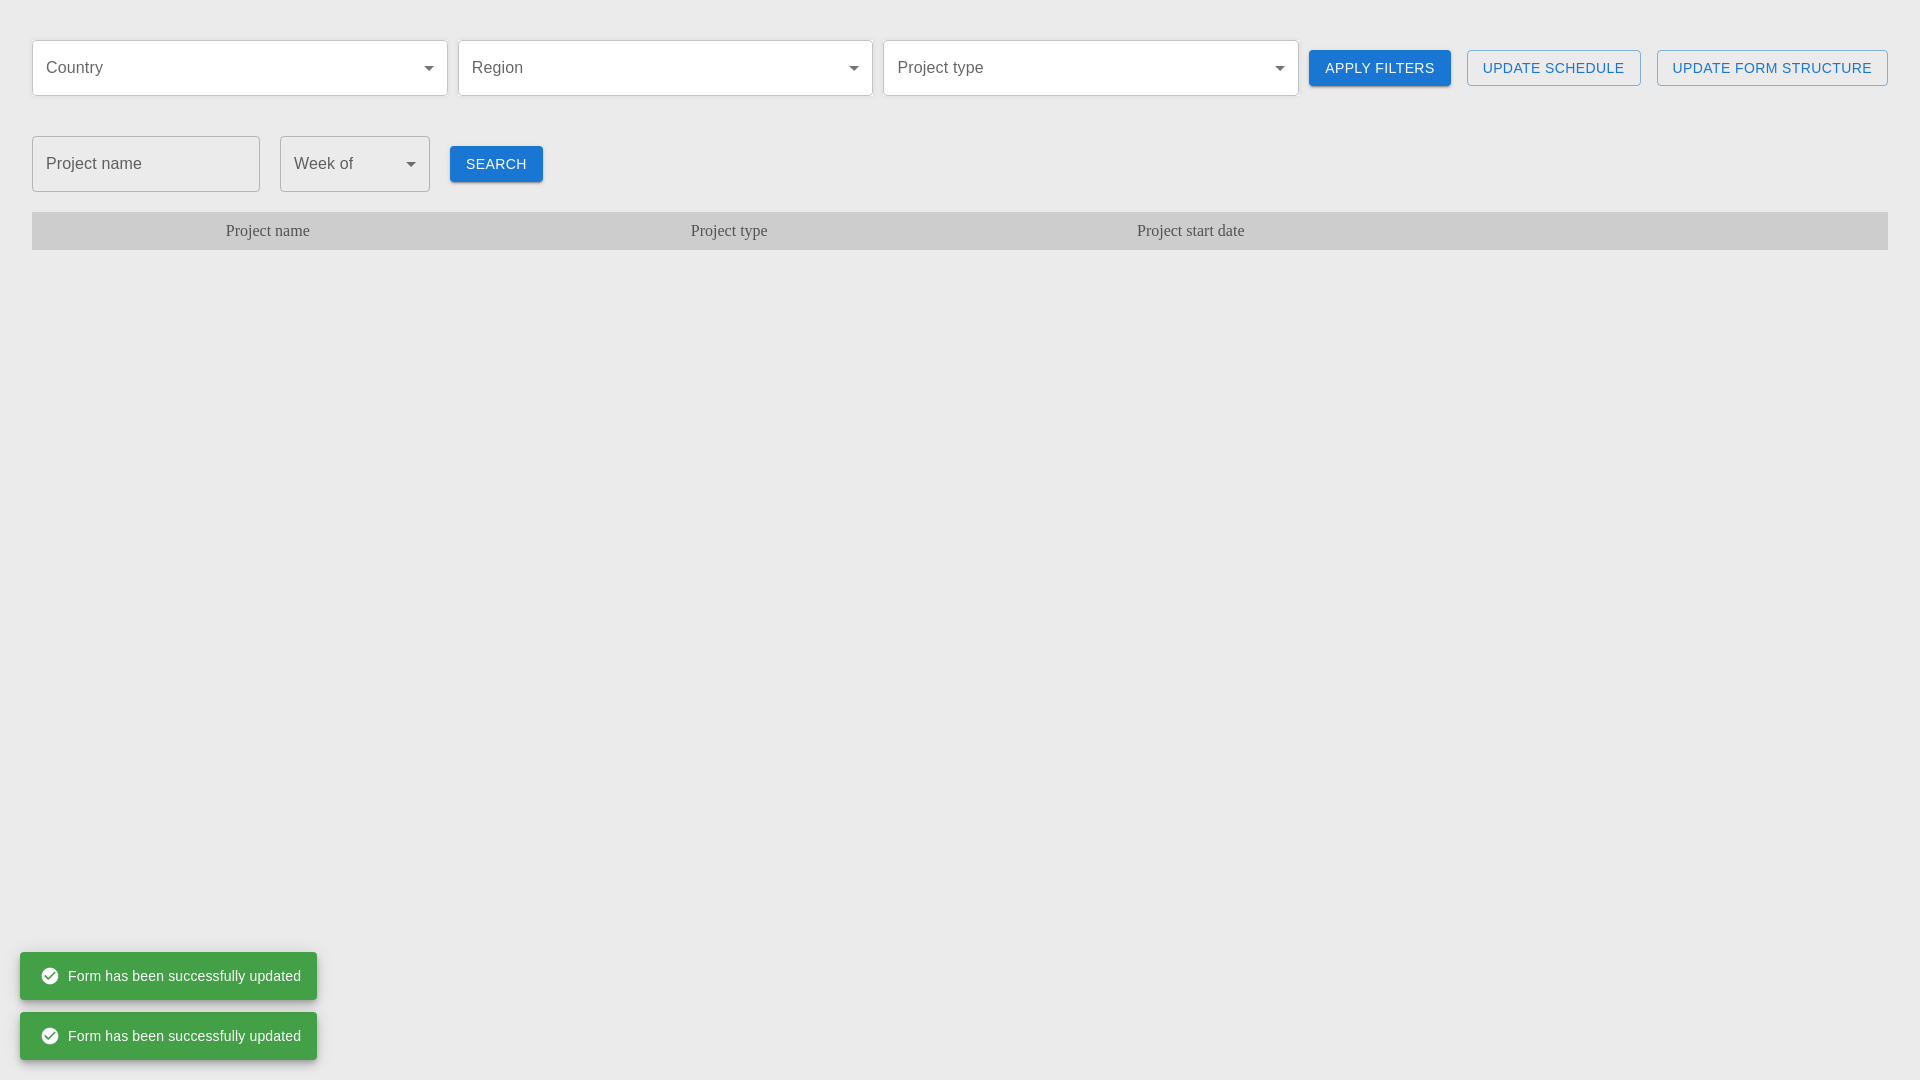 Country
Region
Project type
APPLY FILTERS
UPDATE SCHEDULE
UPDATE FORM STRUCTURE
Project name
Week of
SEARCH
Project name
Project type
Project start date
Form has been successfully updated
Form has been successfully updated